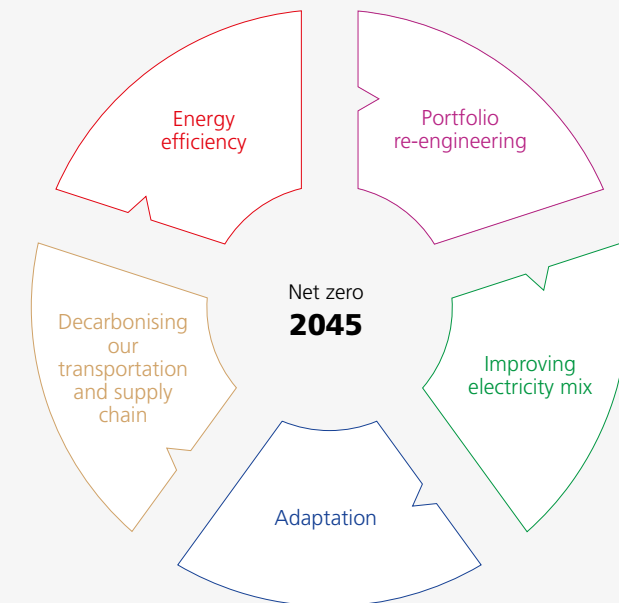 Energy
efficiency
Portfolio
re-engineering
Net zero
2045
Decarbonising
our
transportation
and supply
chain
Improving
electricity mix
Adaptation